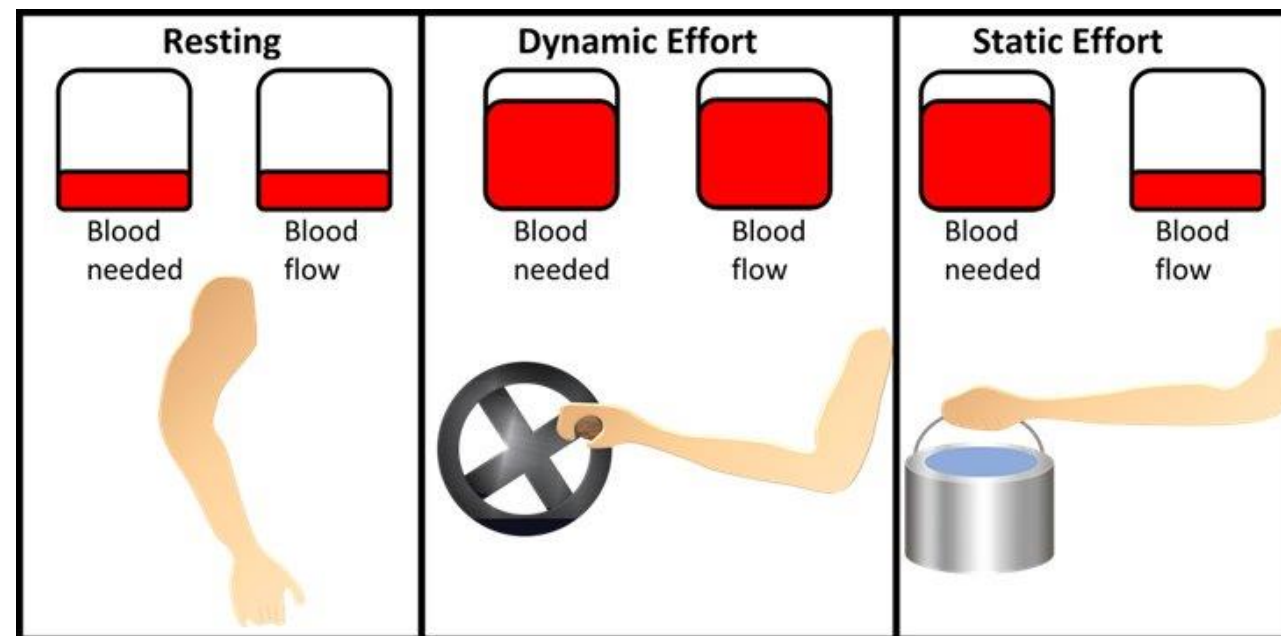 Resting
Blood
needed
Blood
flow
Dynamic Effort
Blood
needed
Blood
flow
Static Effort
Blood
needed
Blood
flow